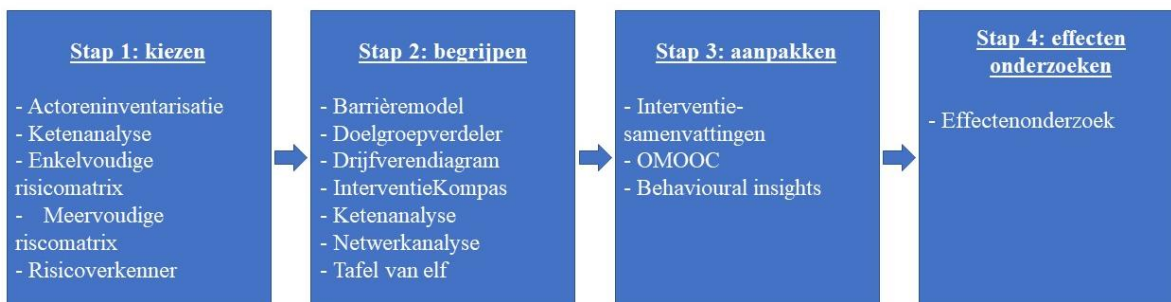 Stap 1: kiezen
- Actoreninventarisatie
- Ketenanalyse
- Enkelvoudige
risicomatrix
- Meervoudige
riscomatrix
- Risicoverkenner
Stap 2: begrijpen
- Barrièremodel
- Doelgroepverdeler
- Drijfverendiagram
- InterventieKompas
- Ketenanalyse
- Netwerkanalyse
- Tafel van elf
Stap 3: aanpakken
- Interventie-
samenvattingen
- OMOOC
- Behavioural insights
Stap 4: effecten
onderzoeken
- Effectenonderzoek